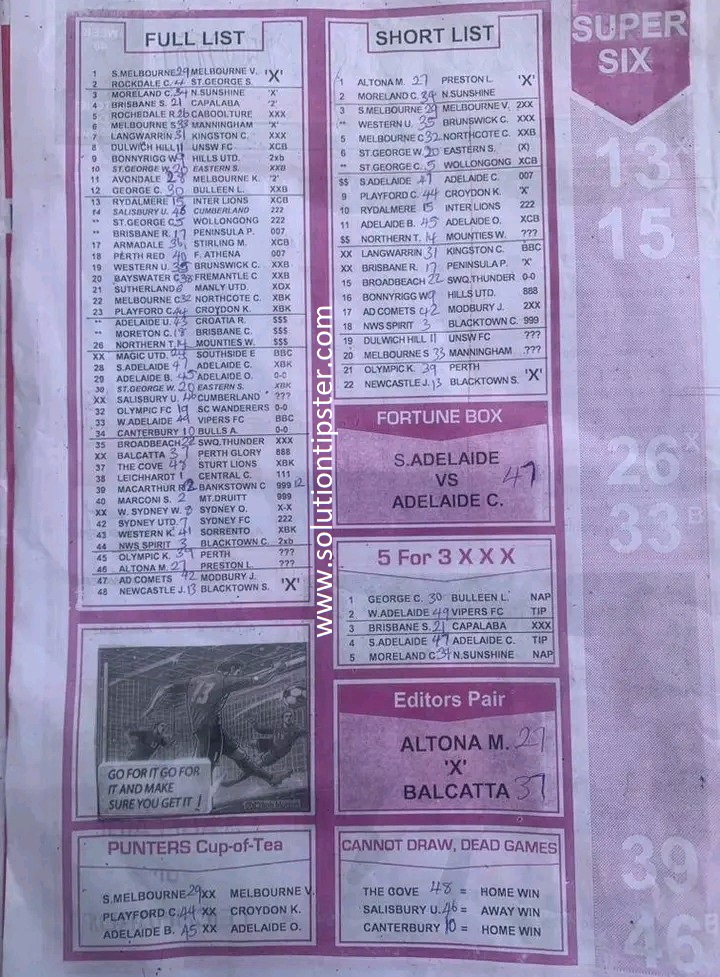 FULL LIST
1 S.MELBOURNE 29 MELBOURNE V. 'X'
2 ROCKDALE C. 4 ST.GEORGE S.
3 MORELAND C. 34 N.SUNSHINE 'X'
4 BRISBANE S. 21 CAPALABA '2'
5 ROCHEDALE R 26 CABOOLTURE XXX
6 MELBOURNE S 33 MANNINGHAM 'X'
7 LANGWARRIN 31 KINGSTON C. XXX
8 DULWICH HILL 11 UNSW FC XCB
9 BONNYRIGG W 9 HILLS UTD. 2xb
10 ST.GEORGE W. 20 EASTERN S. XXB
11 AVONDALE 28 MELBOURNE K. '2'
12 GEORGE C. 30 BULLEEN L. XXB
13 RYDALMERE 15 INTER LIONS XCB
14 SALISBURY U. 46 CUMBERLAND 222
** ST.GEORGE C 5 WOLLONGONG 222
** BRISBANE R. 17 PENINSULA P. 007
17 ARMADALE 36 STIRLING M. XCB
18 PERTH RED 40 F. ATHENA 007
19 WESTERN U. 35 BRUNSWICK C. XXB
20 BAYSWATER C 38 FREMANTLE C XXB
21 SUTHERLAND 6 MANLY UTD. XOX
22 MELBOURNE C 32 NORTHCOTE C. XBK
23 PLAYFORD C. 44 CROYDON K. XBK
** ADELAIDE U. 43 CROATIA R. $$$
** MORETON C. 18 BRISBANE C. $$$
26 NORTHERN T. 14 MOUNTIES W. $$$
XX MAGIC UTD. SOUTHSIDE E BBC
28 S.ADELAIDE 47 ADELAIDE C. XBK
29 ADELAIDE B. 45 ADELAIDE O. 0-0
30 ST.GEORGE W. 20 EASTERN S. XBK
XX SALISBURY U. 46 CUMBERLAND ???
32 OLYMPIC FC 19 SC WANDERERS 0-0
33 W.ADELAIDE 49 VIPERS FC BBC
34 CANTERBURY 10 BULLS A. 0-0
35 BROADBEACH 22 SWQ.THUNDER XXX
XX BALCATTA 37 PERTH GLORY 888
37 THE COVE 48 STURT LIONS XBK
38 LEICHHARDT 1 CENTRAL C. 111
39 MACARTHUR R 12 BANKSTOWN C 999 12
40 MARCONI S. 2 MT.DRUITT 999
XX W. SYDNEY W. 8 SYDNEY O. X-X
42 SYDNEY UTD. 7 SYDNEY FC 222
43 WESTERN K. 41 SORRENTO XBK
44 NWS SPIRIT 3 BLACKTOWN C. 2xb
45 OLYMPIC K. 39 PERTH ???
46 ALTONA M. 27 PRESTON L. ???
47 AD COMETS 42 MODBURY J. 'X'
48 NEWCASTLE J. 13 BLACKTOWN S.
SHORT LIST
1 ALTONA M. 27 PRESTON L. 'X'
2 MORELAND C. 34 N.SUNSHINE
3 S.MELBOURNE 29 MELBOURNE V. 2XX
** WESTERN U. 35 BRUNSWICK C. XXX
5 MELBOURNE C 32 NORTHCOTE C. XXB
6 ST.GEORGE W. 20 EASTERN S. (X)
** ST.GEORGE C. 5 WOLLONGONG XCB
$$ S.ADELAIDE 47 ADELAIDE C. 007
9 PLAYFORD C. 44 CROYDON K. 'X'
10 RYDALMERE 15 INTER LIONS 222
11 ADELAIDE B. 45 ADELAIDE O. XCB
$$ NORTHERN T. 14 MOUNTIES W. ???
XX LANGWARRIN 31 KINGSTON C. BBC
XX BRISBANE R. 17 PENINSULA P. 'X'
15 BROADBEACH 22 SWQ.THUNDER 0-0
16 BONNYRIGG W 9 HILLS UTD. 888
17 AD COMETS 42 MODBURY J. 2XX
18 NWS SPIRIT 3 BLACKTOWN C. 999
19 DULWICH HILL 11 UNSW FC ???
20 MELBOURNE S 33 MANNINGHAM .???
21 OLYMPIC K. 39 PERTH 'X'
22 NEWCASTLE J. 13 BLACKTOWN S.
FORTUNE BOX
S.ADELAIDE
VS 47
ADELAIDE C.
5 For 3 X X X
1 GEORGE C. 30 BULLEEN L. NAP
2 W.ADELAIDE 49 VIPERS FC TIP
3 BRISBANE S. 21 CAPALABA XXX
4 S.ADELAIDE 47 ADELAIDE C. TIP
5 MORELAND C. 34 N.SUNSHINE NAP
Editors Pair
ALTONA M. 27
'X'
BALCATTA 37
GO FOR IT GO FOR
IT AND MAKE
SURE YOU GET IT !
PUNTERS Cup-of-Tea
S.MELBOURNE 29 XX MELBOURNE V.
PLAYFORD C. 44 XX CROYDON K.
ADELAIDE B. 45 XX ADELAIDE O.
CANNOT DRAW, DEAD GAMES
THE COVE 48 = HOME WIN
SALISBURY U. 46 = AWAY WIN
CANTERBURY 10 = HOME WIN
SUPER
SIX
13
15
26 X
33 B
39
46 B
www.solutiontipster.com